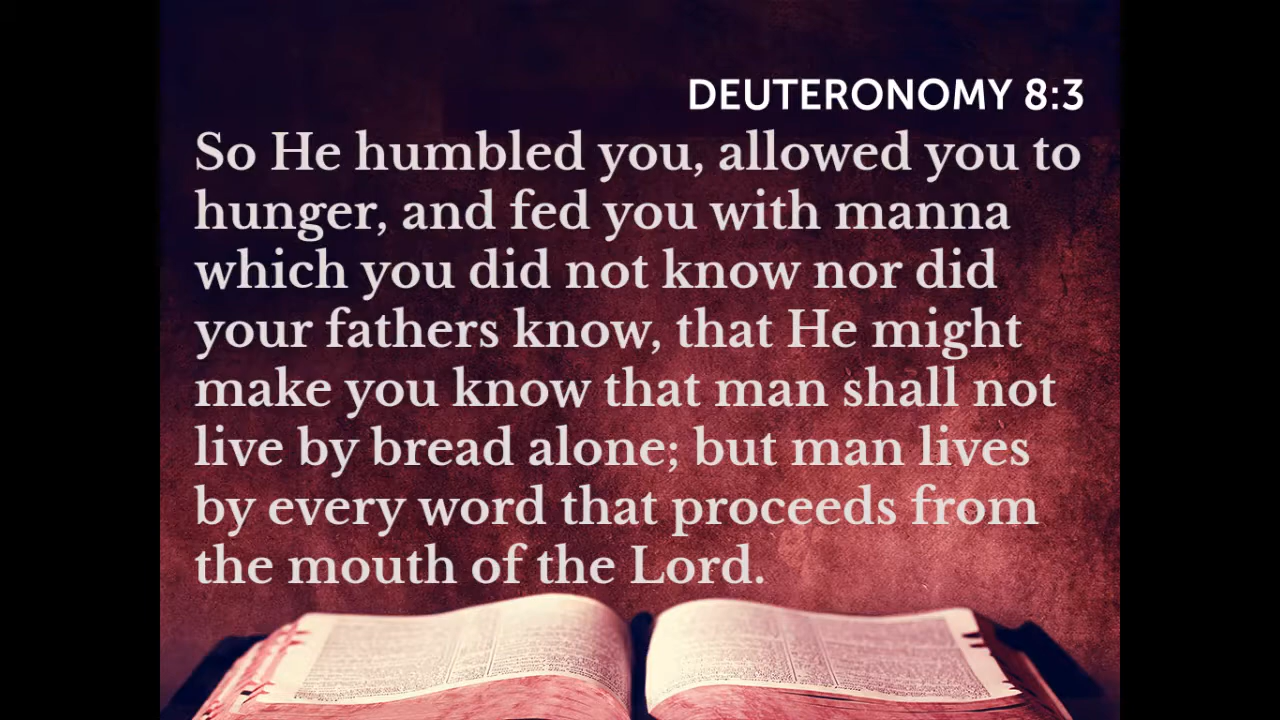 DEUTERONOMY 8:3
So He humbled you, allowed you to
hunger, and fed you with manna
which you did not know nor did
your fathers know, that He might
make you know that man shall not
live by bread alone; but man lives
by every word that proceeds from
the mouth of the Lord.